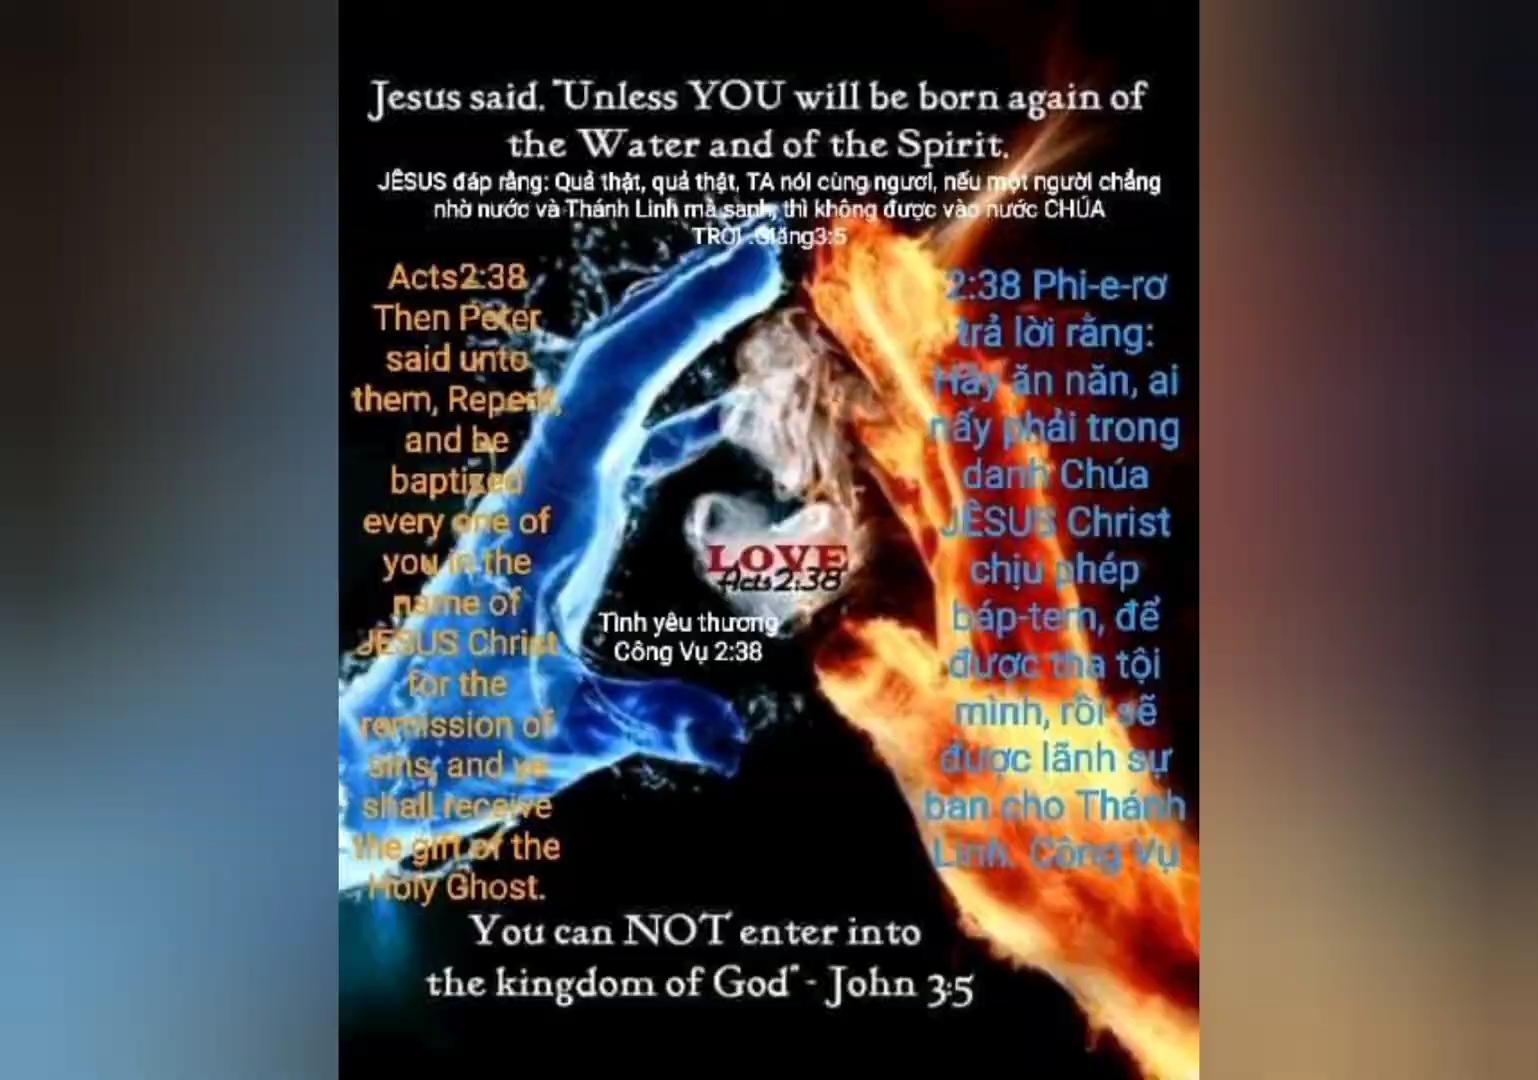 Jesus said. "Unless YOU will be born again of
the Water and of the Spirit.
JÊSUS đáp rằng: Quả thật, quả thật, TA nói cùng ngươi, nếu một người chẳng
nhờ nước và Thánh Linh mà sanh, thì không được vào nước CHÚA
TRỜI .Giăng3:5
Acts2:38
Then Peter
said unto
them, Repent,
and be
baptized
every one of
you in the
name of
JESUS Christ
for the
remission of
sins, and ye
shall receive
the gift of the
Holy Ghost.
LOVE
Acts2:38
Tình yêu thương
Công Vụ 2:38
2:38 Phi-e-rơ
trả lời rằng:
Hãy ăn năn, ai
nấy phải trong
danh Chúa
JÊSUS Christ
chịu phép
báp-tem, để
được tha tội
mình, rồi sẽ
được lãnh sự
ban cho Thánh
Linh. Công Vụ
You can NOT enter into
the kingdom of God" - John 3:5